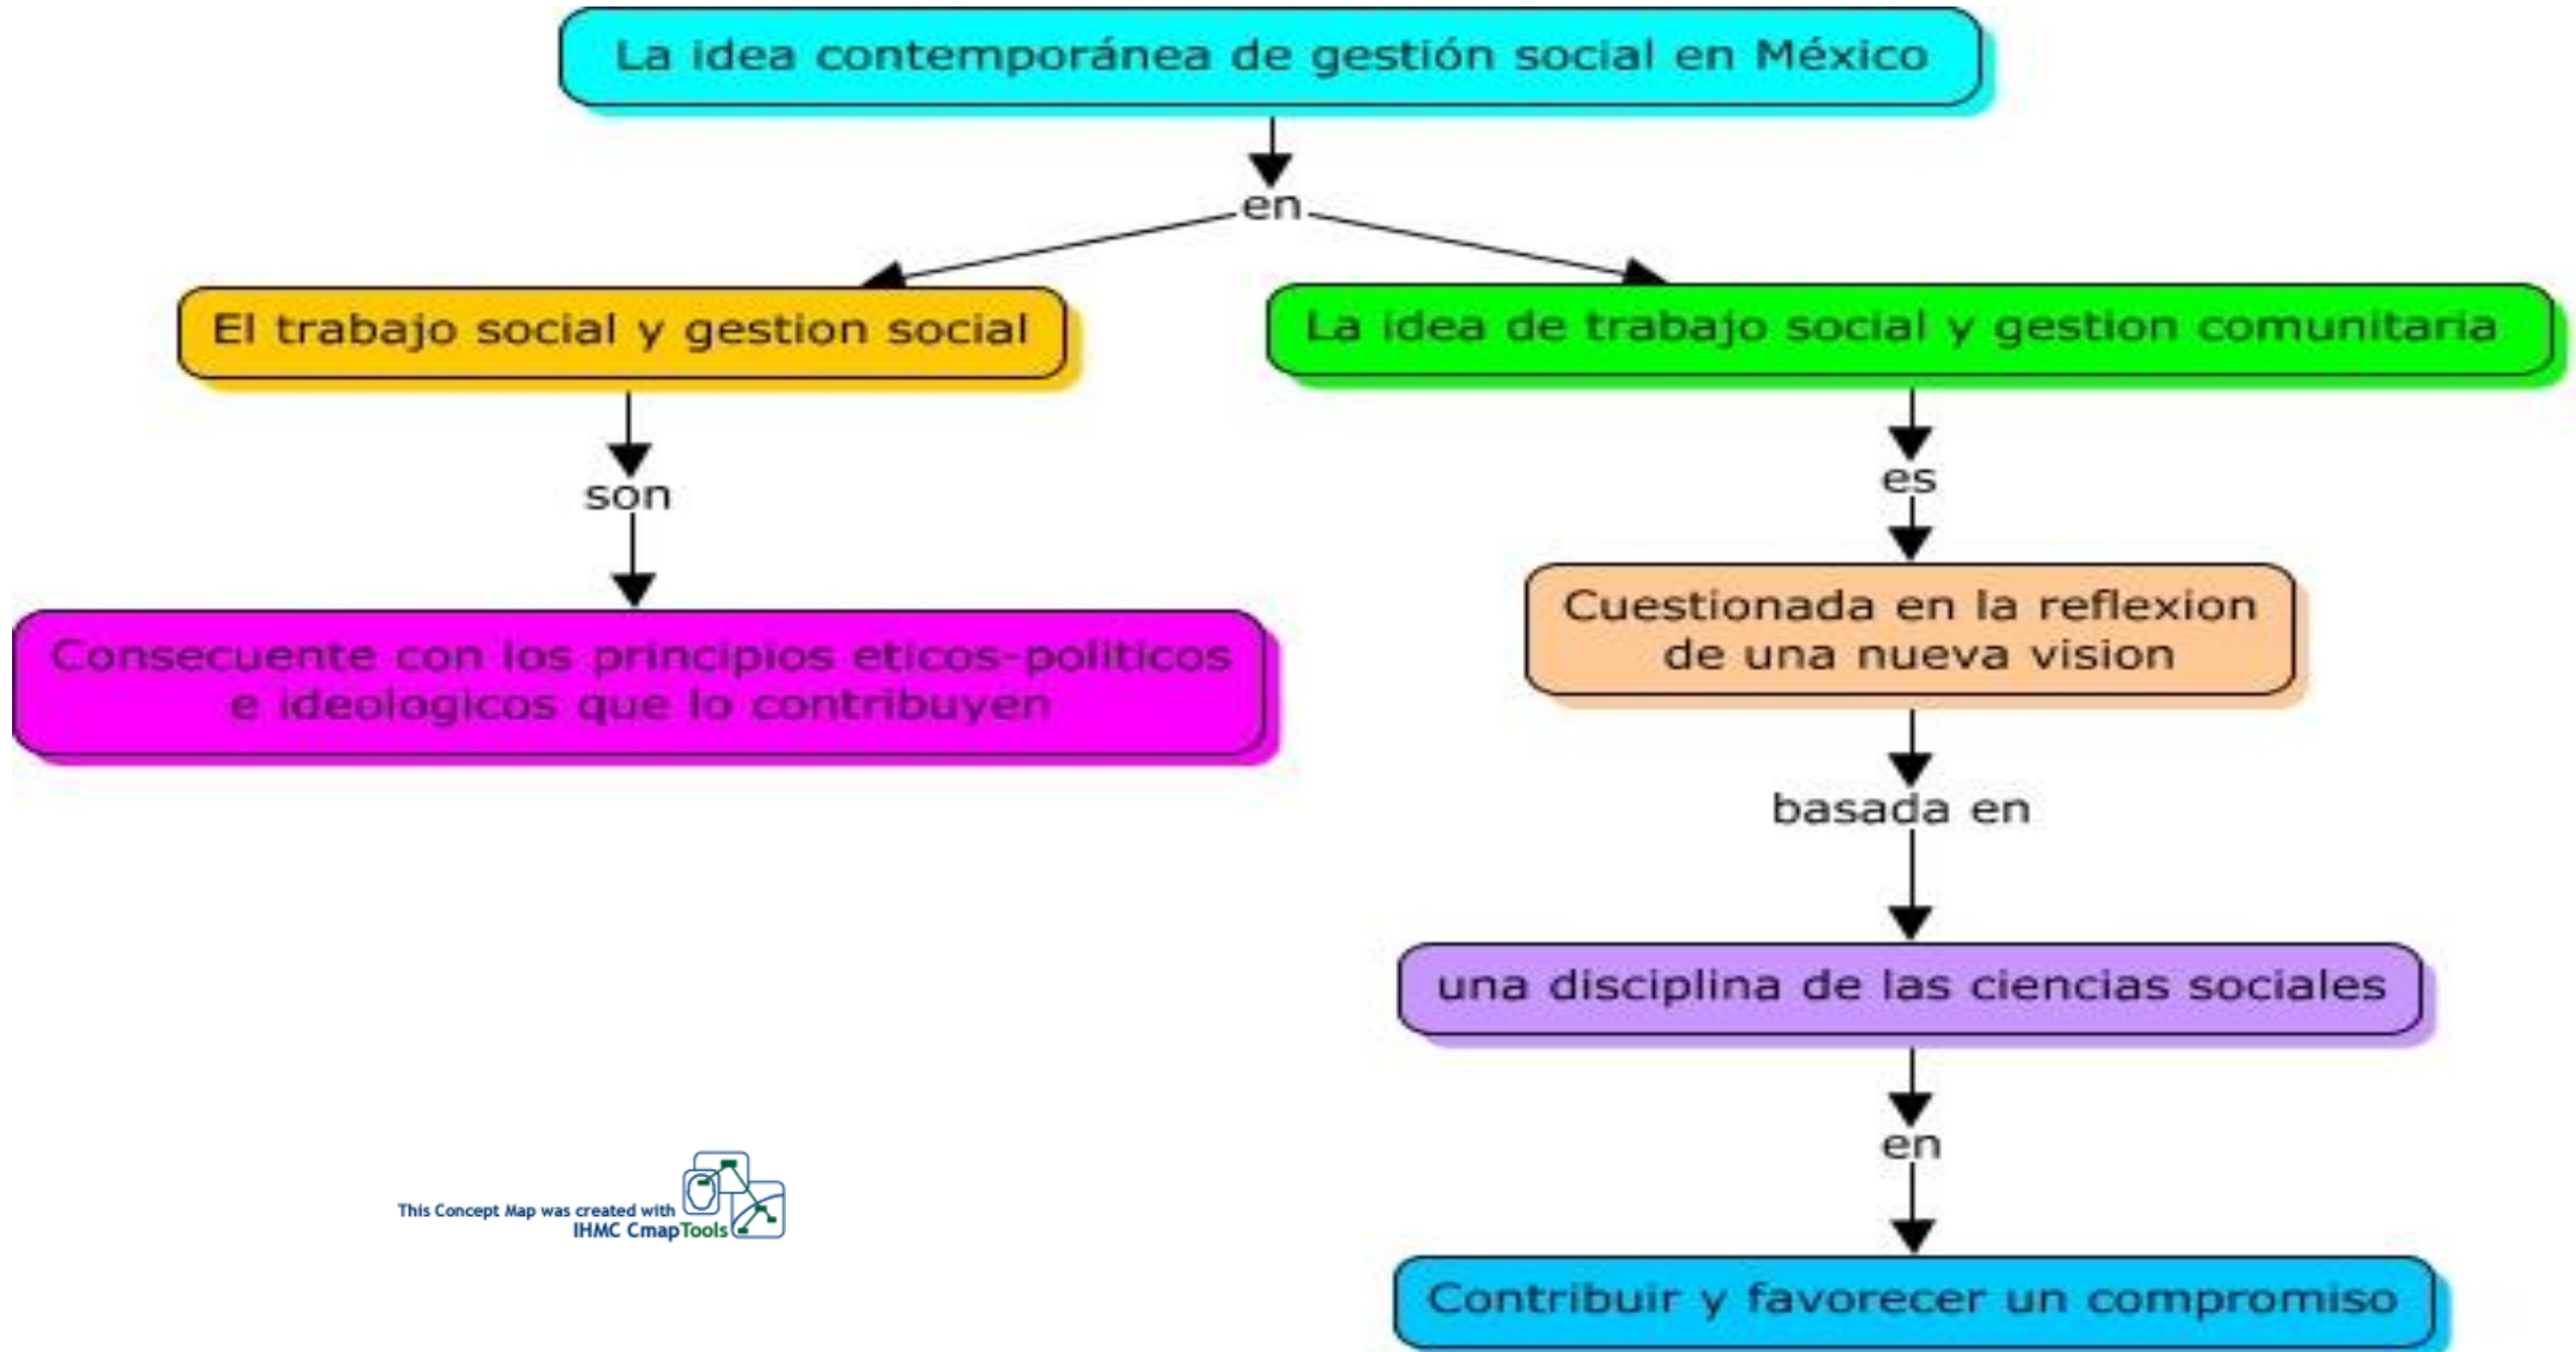 La idea contemporánea de gestión social en México
en
El trabajo social y gestion social
La idea de trabajo social y gestion comunitaria
son
es
Consecuente con los principios eticos-politicos
e ideologicos que lo contribuyen
Cuestionada en la reflexion
de una nueva vision
basada en
una disciplina de las ciencias sociales
en
Contribuir y favorecer un compromiso
This Concept Map was created with
IHMC CmapTools